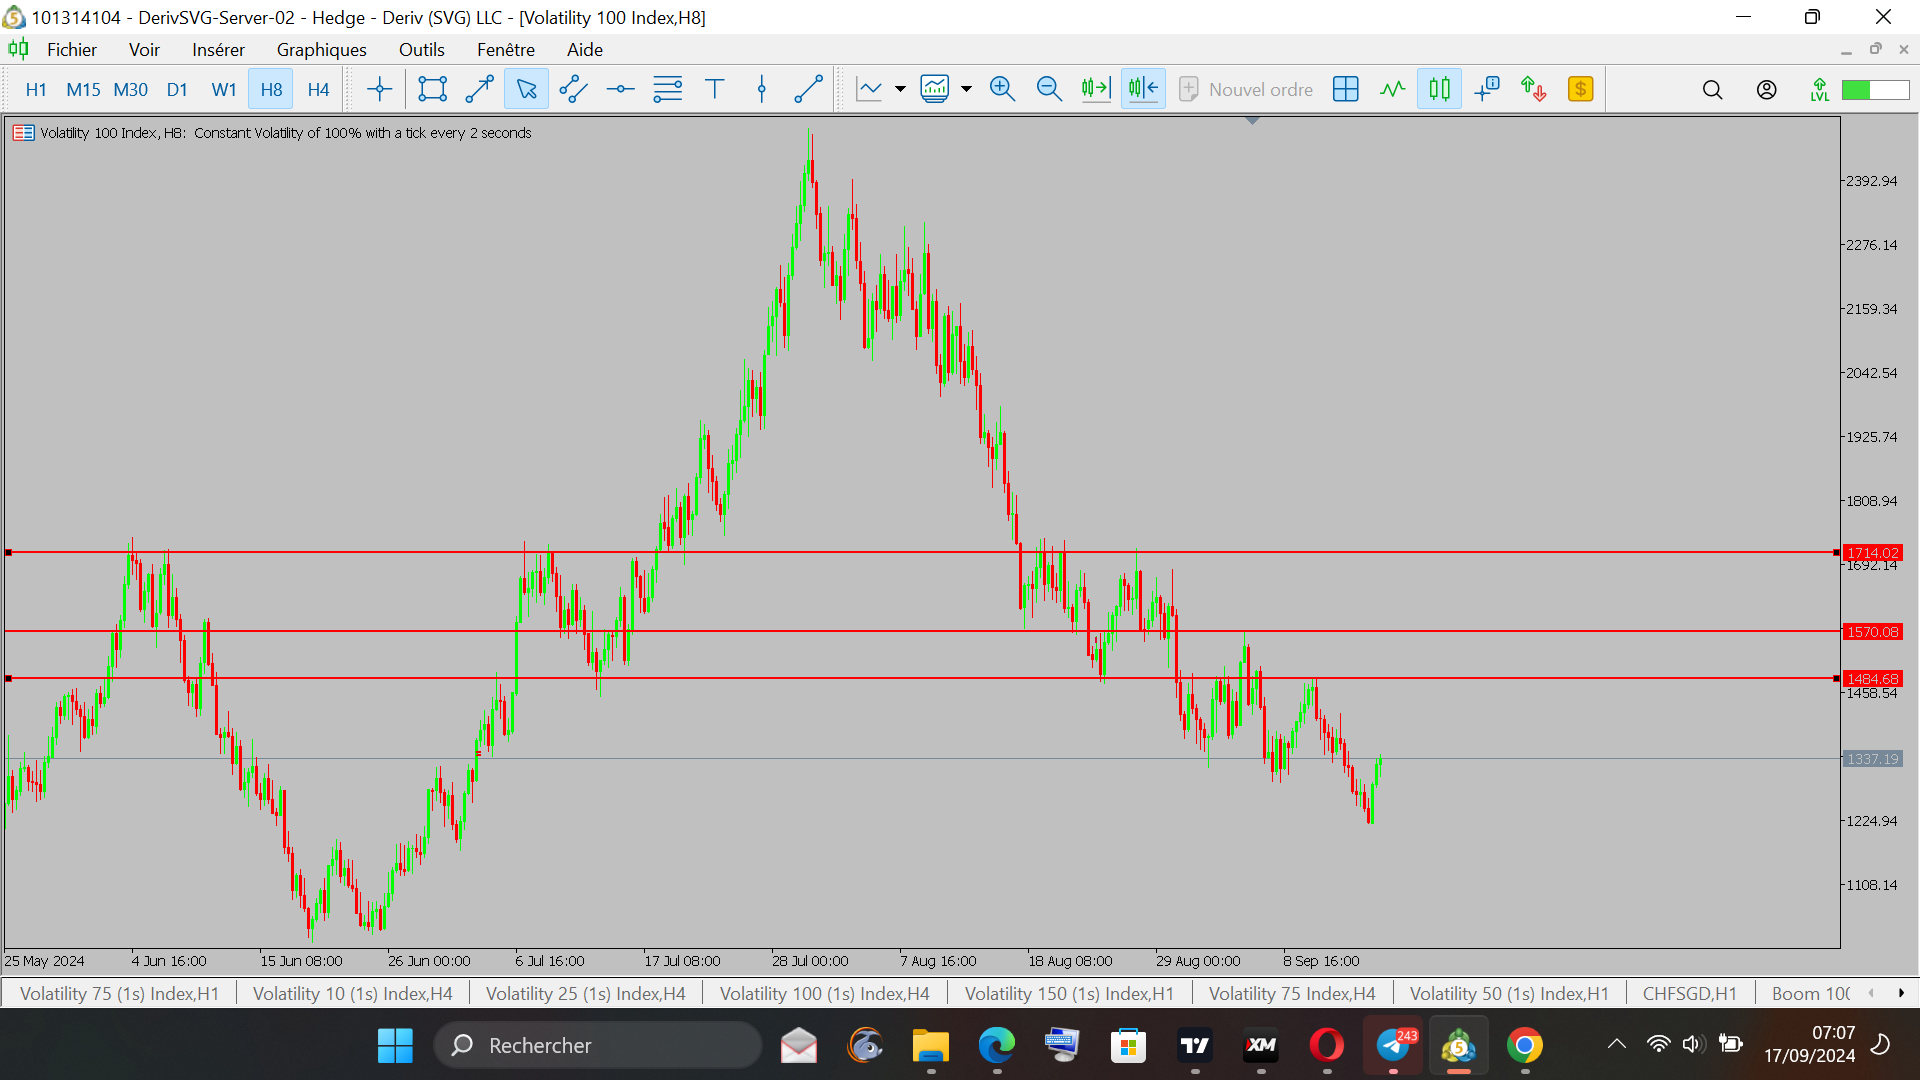 101314104 - DerivSVG-Server-02 - Hedge - Deriv (SVG) LLC - [Volatility 100 Index,H8]
Fichier Voir Insérer Graphiques Outils Fenêtre Aide
H1 M15 M30 D1 W1 H8 H4 T Nouvel ordre $ LVL
Volatility 100 Index, H8: Constant Volatility of 100% with a tick every 2 seconds
2392.94
2276.14
2159.34
2042.54
1925.74
1808.94
1714.02
1692.14
1570.08
1484.68
1458.54
1337.19
1224.94
1108.14
25 May 2024 4 Jun 16:00 15 Jun 08:00 26 Jun 00:00 6 Jul 16:00 17 Jul 08:00 28 Jul 00:00 7 Aug 16:00 18 Aug 08:00 29 Aug 00:00 8 Sep 16:00
Volatility 75 (1s) Index,H1 Volatility 10 (1s) Index,H4 Volatility 25 (1s) Index,H4 Volatility 100 (1s) Index,H4 Volatility 150 (1s) Index,H1 Volatility 75 Index,H4 Volatility 50 (1s) Index,H1 CHFSGD,H1 Boom 100
Rechercher XM 243 5 07:07
17/09/2024